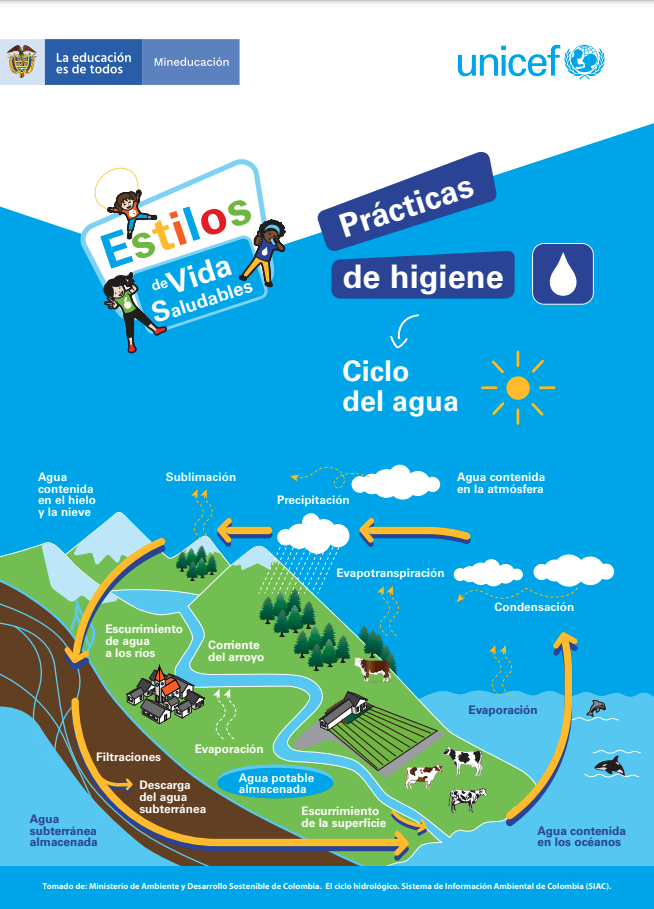 La educación
es de todos
Mineducación
unicef
Estilos
de Vida
Saludables
Prácticas
de higiene
Ciclo
del agua
Agua
contenida
en el hielo
y la nieve
Sublimación
Precipitación
Agua contenida
en la atmósfera
Evapotranspiración
Condensación
Escurrimiento
de agua
a los ríos
Corriente
del arroyo
Evaporación
Evaporación
Filtraciones
Descarga
del agua
subterránea
Agua potable
almacenada
Escurrimiento
de la superficie
Agua
subterránea
almacenada
Agua contenida
en los océanos
Tomado de: Ministerio de Ambiente y Desarrollo Sostenible de Colombia. El ciclo hidrológico. Sistema de Información Ambiental de Colombia (SIAC).